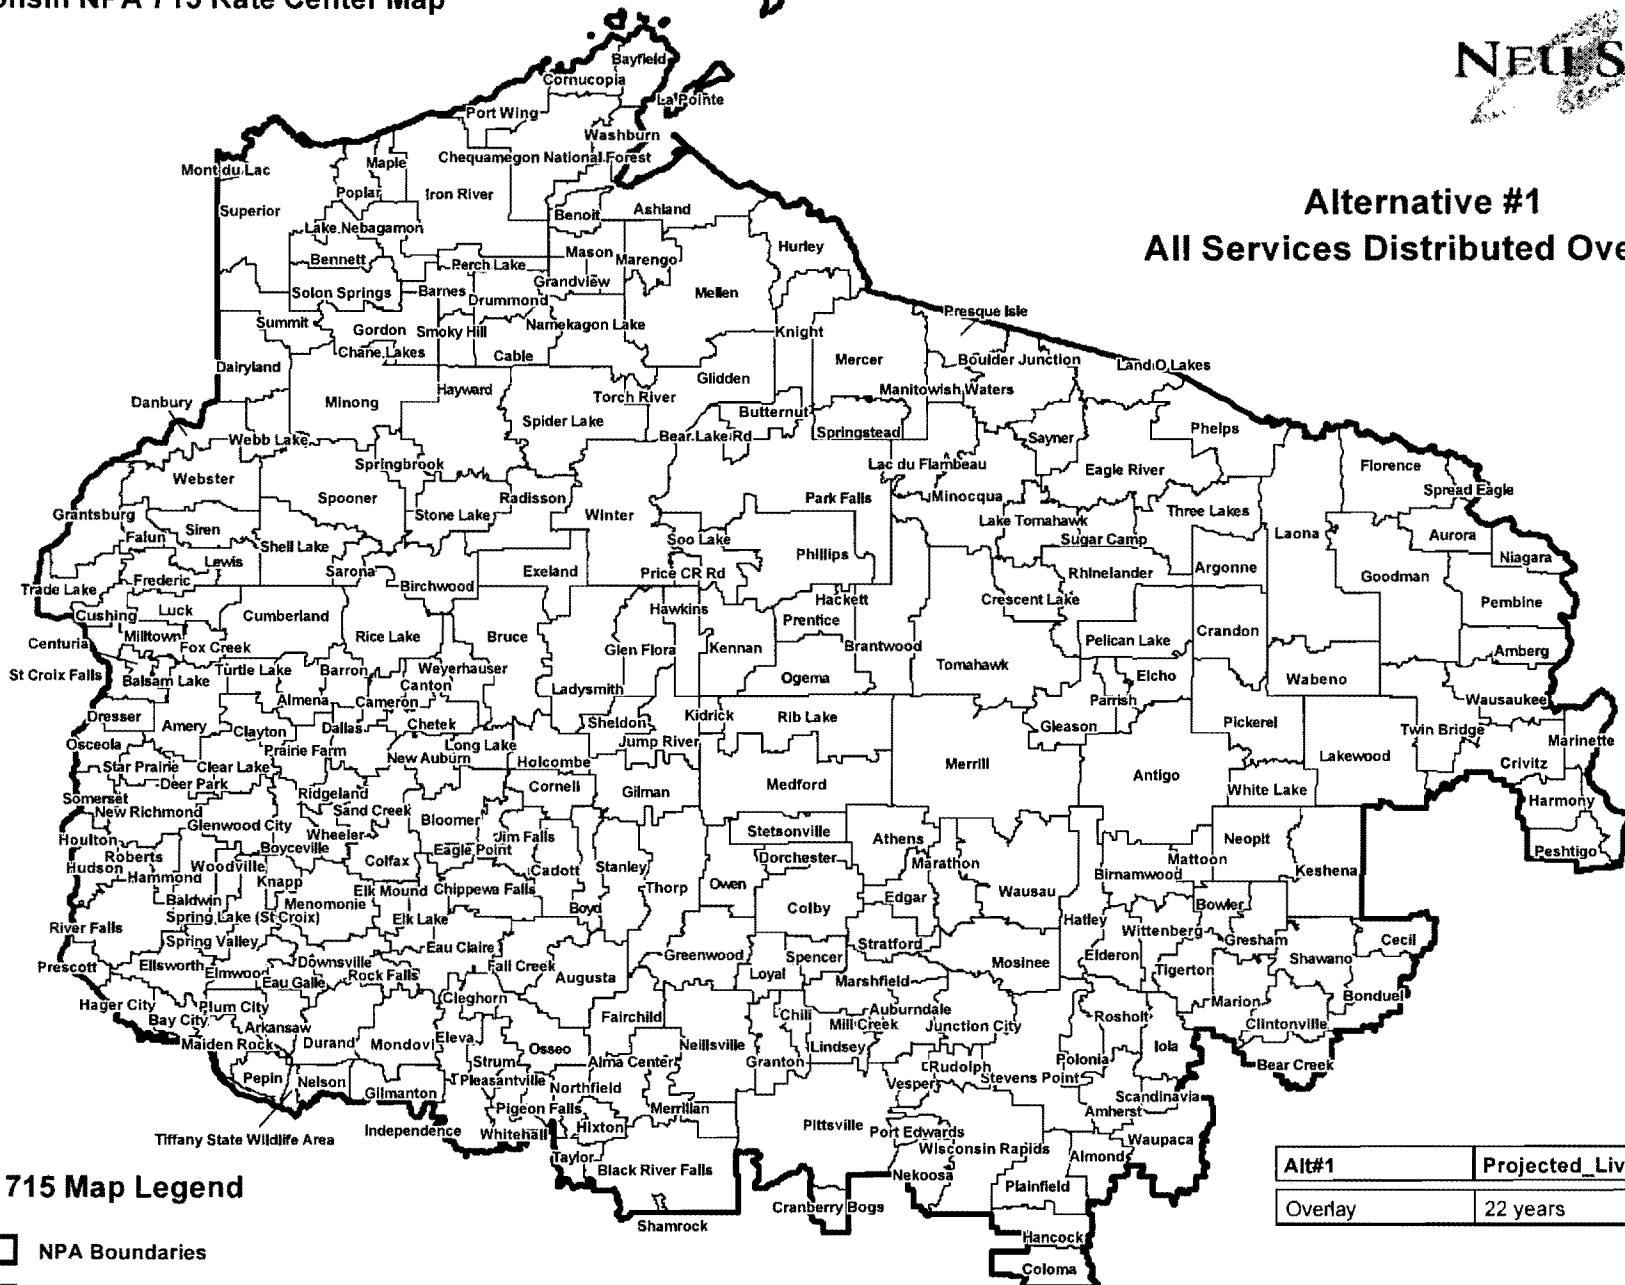 onsin NPA 715 Rate Center Map
NEUS
Alternative #1
All Services Distributed Ove
Bayfield
Cornucopia
La Pointe
Port Wing
Washburn
Chequamegon National Forest
Mont du Lac
Maple
Poplar
Iron River
Superior
Benoit
Ashland
Lake Nebagamon
Hurley
Bennett
Perch Lake
Mason
Marengo
Grandview
Solon Springs
Barnes
Drummond
Mellen
Presque Isle
Summit
Gordon
Smoky Hill
Namekagon Lake
Knight
Chane Lakes
Cable
Mercer
Boulder Junction
Land O Lakes
Dairyland
Glidden
Manitowish Waters
Danbury
Minong
Hayward
Torch River
Spider Lake
Butternut
Webb Lake
Bear Lake Rd
Springstead
Sayner
Phelps
Springbrook
Lac du Flambeau
Eagle River
Florence
Webster
Spooner
Radisson
Park Falls
Minocqua
Spread Eagle
Grantsburg
Stone Lake
Winter
Lake Tomahawk
Three Lakes
Siren
Falun
Shell Lake
Soo Lake
Sugar Camp
Laona
Aurora
Lewis
Phillips
Niagara
Trade Lake
Frederic
Sarona
Birchwood
Exeland
Price CR Rd
Rhinelander
Argonne
Goodman
Cushing
Luck
Cumberland
Hawkins
Hackett
Crescent Lake
Pembine
Centuria
Milltown
Fox Creek
Rice Lake
Bruce
Glen Flora
Kennan
Prentice
Brantwood
Pelican Lake
Crandon
Amberg
St Croix Falls
Balsam Lake
Turtle Lake
Barron
Weyerhauser
Canton
Ogema
Tomahawk
Elcho
Wabeno
Almena
Cameron
Ladysmith
Parrish
Wausaukee
Dresser
Amery
Clayton
Dallas
Chetek
Sheldon
Kidrick
Rib Lake
Gleason
Pickerel
Twin Bridge
Marinette
Osceola
Prairie Farm
Long Lake
Jump River
Star Prairie
Clear Lake
New Auburn
Holcombe
Merrill
Antigo
Lakewood
Crivitz
Deer Park
Ridgeland
Cornell
Gilman
Medford
White Lake
Harmony
Somerset
New Richmond
Sand Creek
Bloomer
Glenwood City
Wheeler
Jim Falls
Stetsonville
Athens
Neopit
Houlton
Boyceville
Eagle Point
Peshtigo
Hudson
Roberts
Woodville
Colfax
Cadott
Stanley
Dorchester
Marathon
Mattoon
Keshena
Hammond
Knapp
Elk Mound
Chippewa Falls
Thorp
Owen
Wausau
Birnamwood
Baldwin
Menomonie
Boyd
Colby
Edgar
Bowler
Spring Lake (St Croix)
Elk Lake
Hatley
River Falls
Wittenberg
Spring Valley
Eau Claire
Stratford
Gresham
Cecil
Prescott
Ellsworth
Elmwood
Downsville
Rock Falls
Fall Creek
Augusta
Greenwood
Spencer
Loyal
Mosinee
Elderon
Shawano
Eau Galle
Marshfield
Tigerton
Hager City
Plum City
Cleghorn
Marion
Bonduel
Bay City
Arkansaw
Fairchild
Chili
Auburndale
Mill Creek
Junction City
Rosholt
Clintonville
Maiden Rock
Durand
Mondovi
Eleva
Osseo
Neillsville
Lindsey
Iola
Strum
Alma Center
Granton
Rudolph
Polonia
Bear Creek
Pepin
Nelson
Gilmanton
Pleasantville
Northfield
Vesper
Stevens Point
Scandinavia
Pigeon Falls
Merrillan
Amherst
Tiffany State Wildlife Area
Independence
Whitehall
Hixton
Pittsville
Port Edwards
Wisconsin Rapids
Waupaca
Taylor
Black River Falls
Nekoosa
Almond
Plainfield
Shamrock
Cranberry Bogs
Hancock
Coloma
Alt#1 Projected_Liv
Overlay 22 years
715 Map Legend
NPA Boundaries